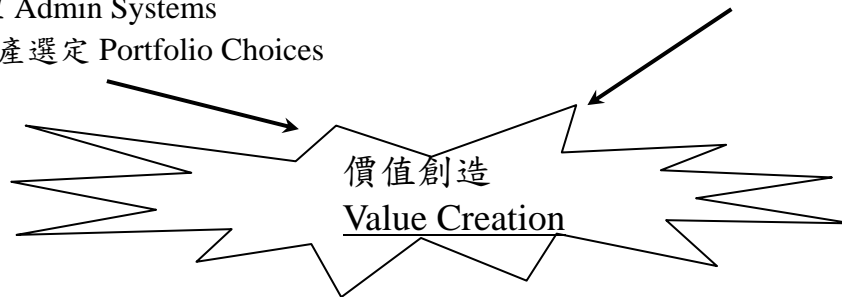 Admin Systems
產選定 Portfolio Choices
價值創造
Value Creation